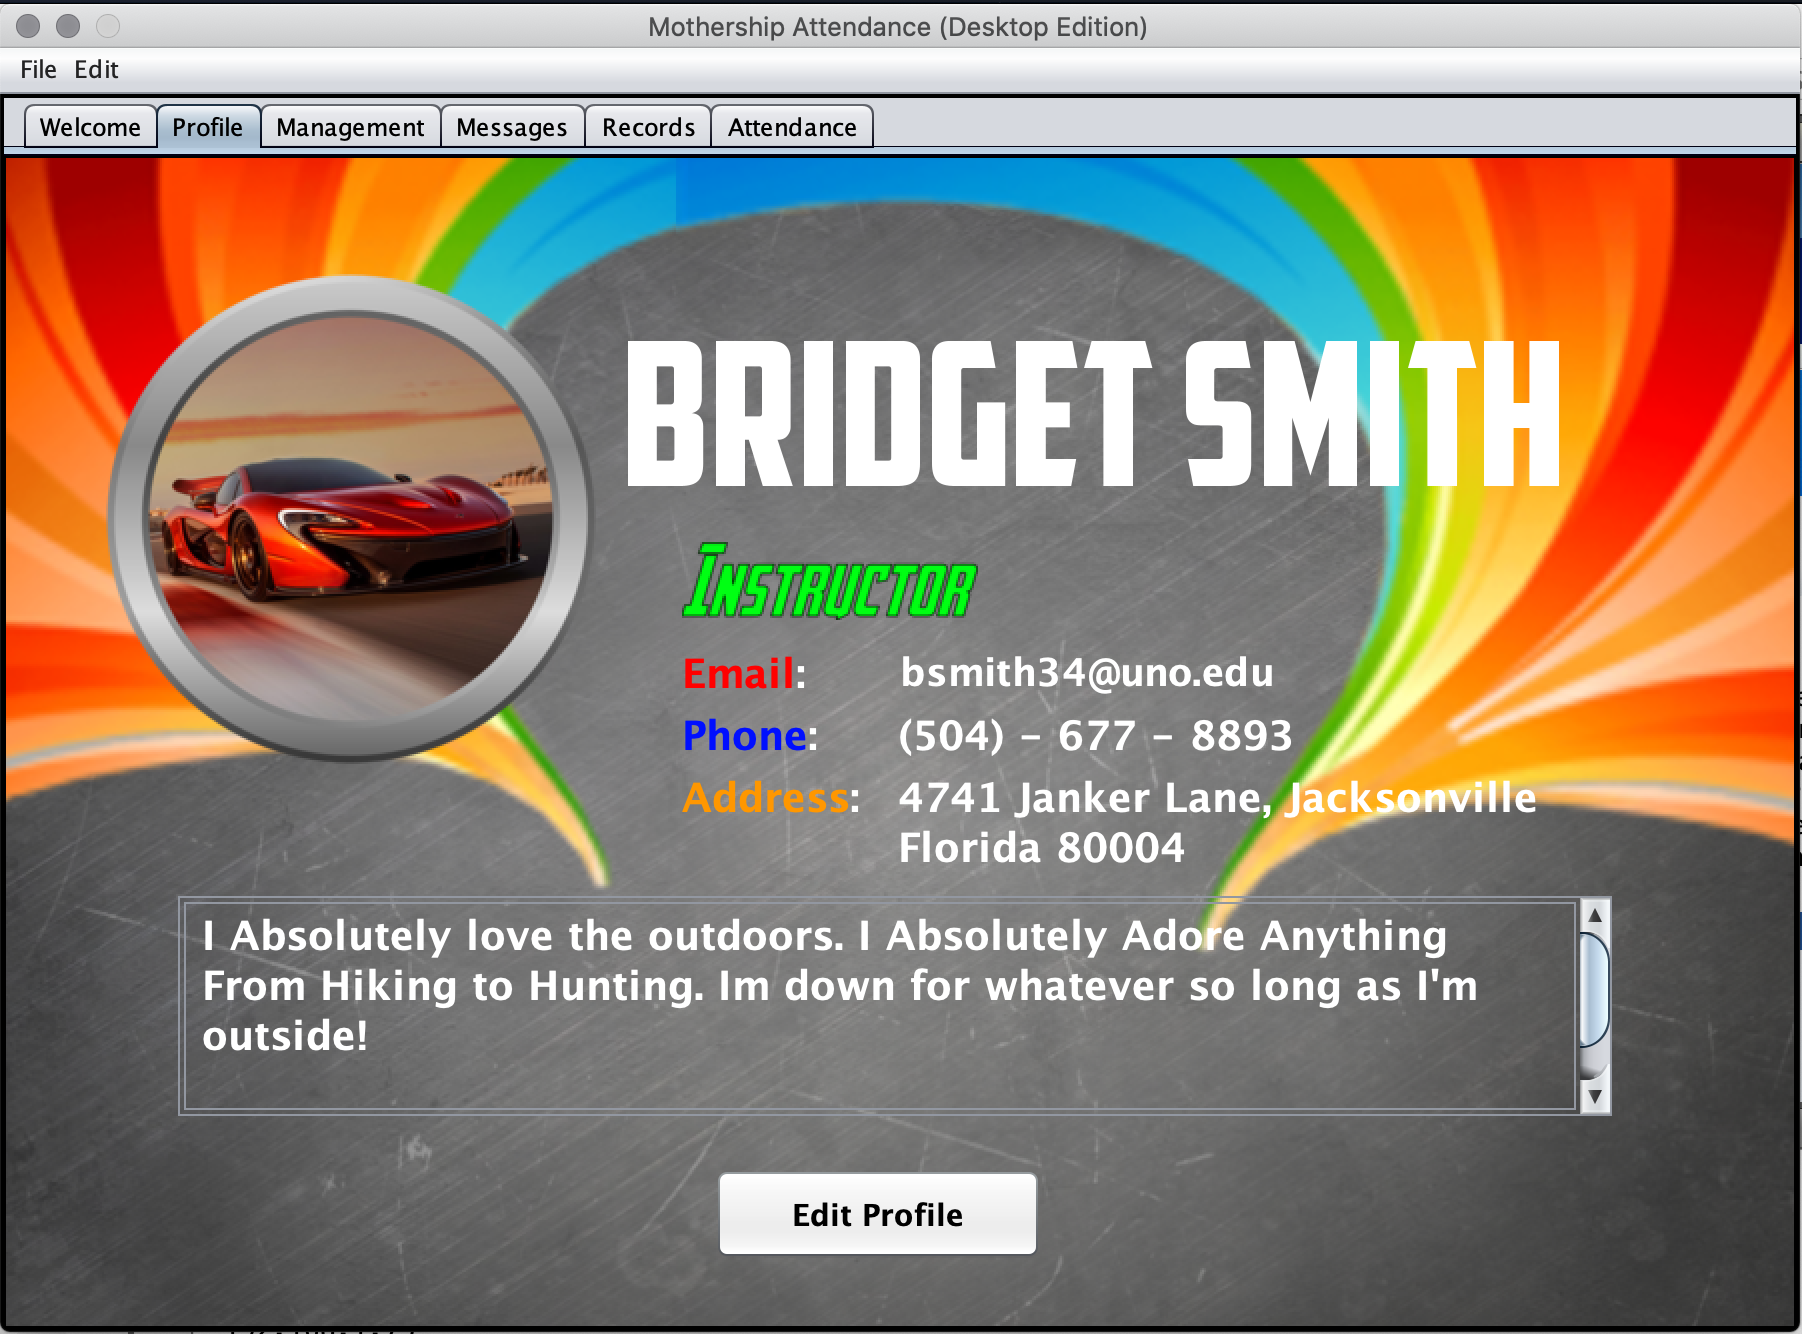 Mothership Attendance (Desktop Edition)
File Edit
Welcome Profile Management Messages Records Attendance
BRIDGET SMITH
Instructor
Email: bsmith34@uno.edu
Phone: (504) - 677 - 8893
Address: 4741 Janker Lane, Jacksonville
Florida 80004
I Absolutely love the outdoors. I Absolutely Adore Anything
From Hiking to Hunting. Im down for whatever so long as I'm
outside!
Edit Profile